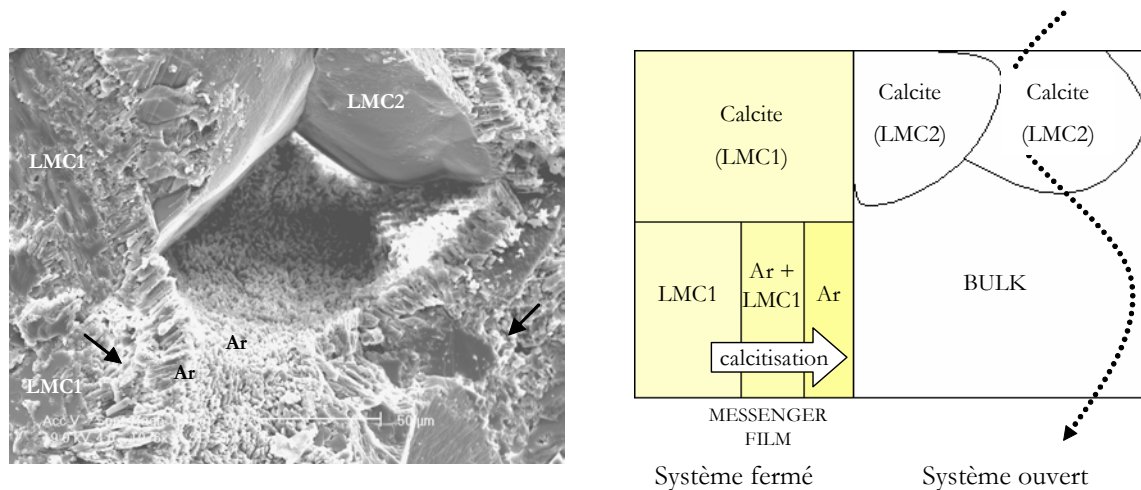 LMC2
LMC1
Ar
Ar
LMC1
50 µm
Calcite
(LMC1)
LMC1
Ar +
LMC1
Ar
calcitisation
MESSENGER
FILM
Système fermé
Calcite
(LMC2)
Calcite
(LMC2)
BULK
Système ouvert